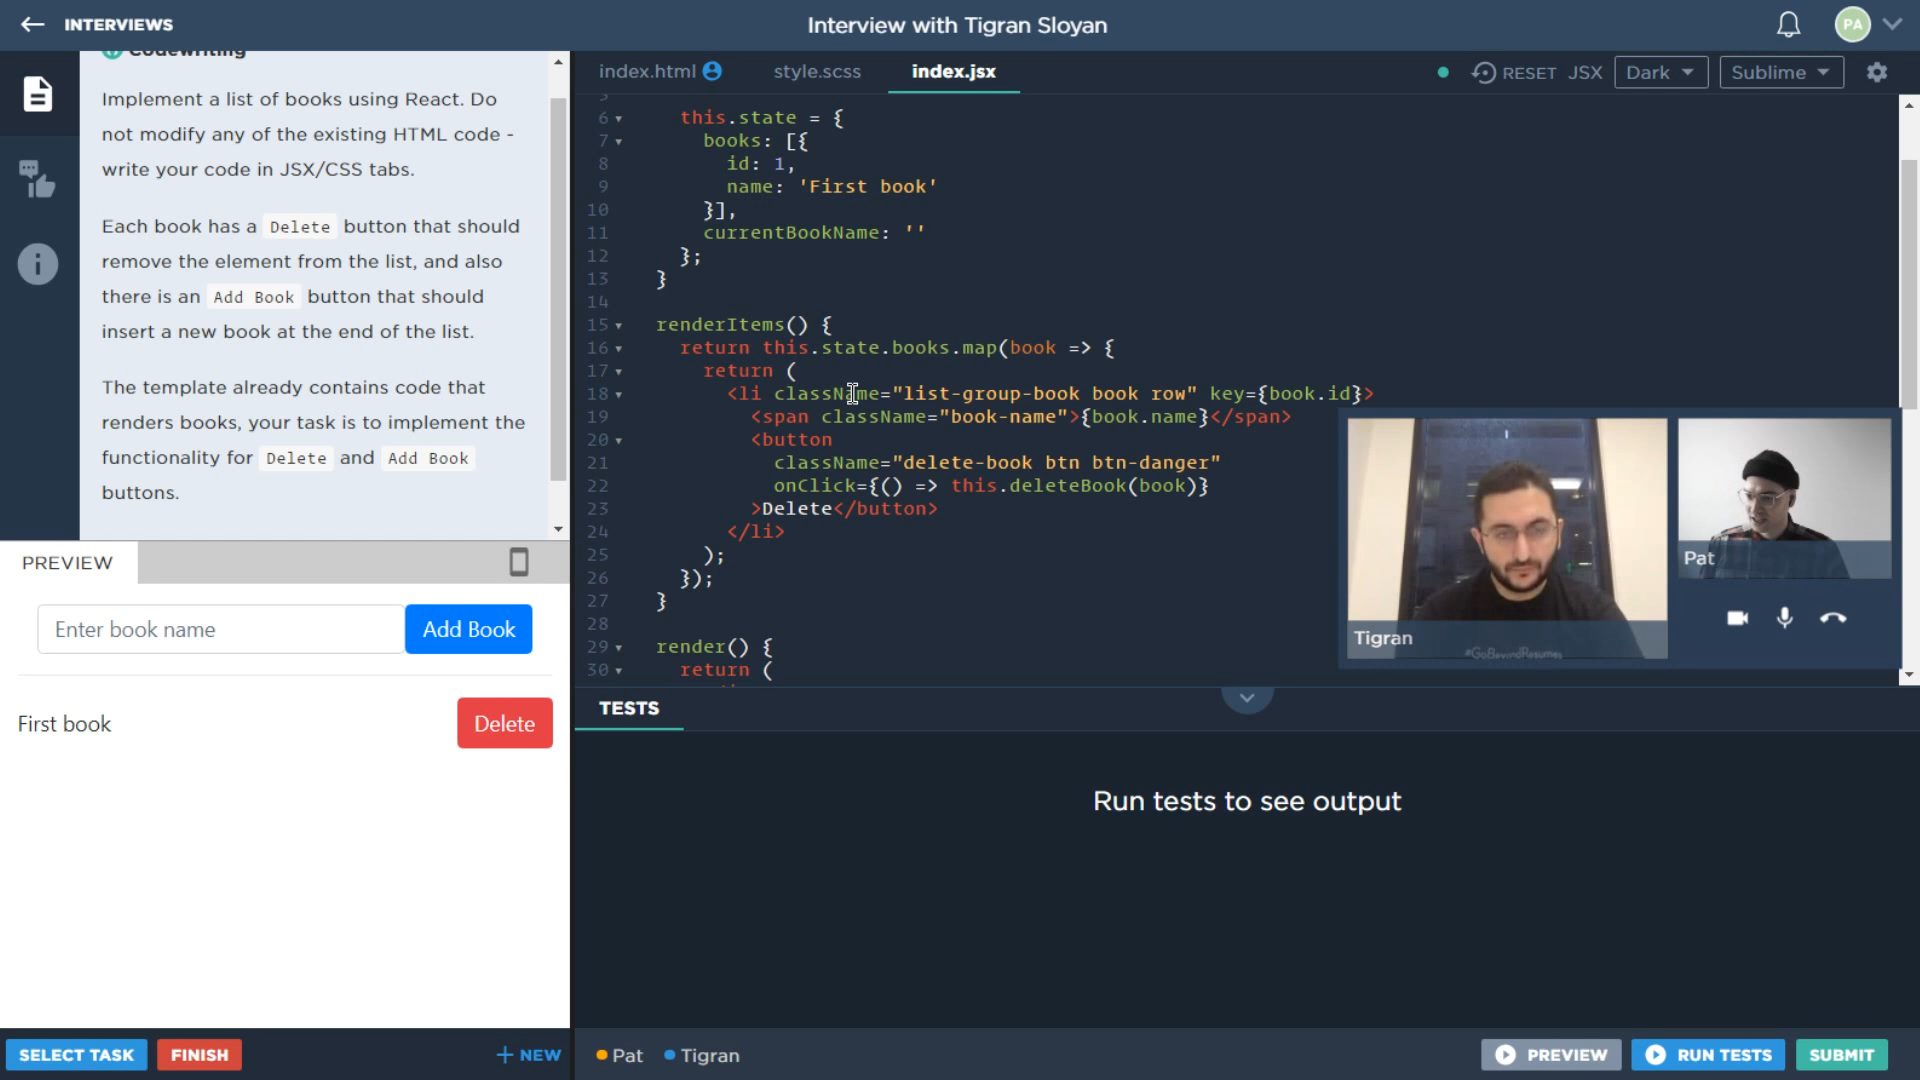 INTERVIEWS
Interview with Tigran Sloyan
PA
CodeWriting
Implement a list of books using React. Do
not modify any of the existing HTML code -
write your code in JSX/CSS tabs.
Each book has a Delete button that should
remove the element from the list, and also
there is an Add Book button that should
insert a new book at the end of the list.
The template already contains code that
renders books, your task is to implement the
functionality for Delete and Add Book
buttons.
PREVIEW
Enter book name
Add Book
First book
Delete
SELECT TASK
FINISH
+ NEW
index.html
style.scss
index.jsx
RESET
JSX
Dark
Sublime
5
6 this.state = {
7 books: [{
8 id: 1,
9 name: 'First book'
10 }],
11 currentBookName: ''
12 };
13 }
14
15 renderItems() {
16 return this.state.books.map(book => {
17 return (
18 <li className="list-group-book book row" key={book.id}>
19 <span className="book-name">{book.name}</span>
20 <button
21 className="delete-book btn btn-danger"
22 onClick={() => this.deleteBook(book)}
23 >Delete</button>
24 </li>
25 );
26 });
27 }
28
29 render() {
30 return (
Tigran
#GoBeyondResumes
Pat
TESTS
Run tests to see output
Pat
Tigran
PREVIEW
RUN TESTS
SUBMIT